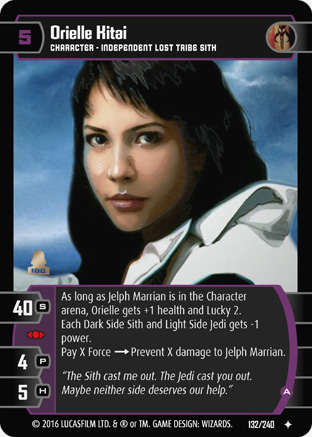 5
Orielle Kitai
CHARACTER - INDEPENDENT LOST TRIBE SITH
IDC
40 S
4 P
5 H
As long as Jelph Marrian is in the Character
arena, Orielle gets +1 health and Lucky 2.
Each Dark Side Sith and Light Side Jedi gets -1
power.
Pay X Force → Prevent X damage to Jelph Marrian.
"The Sith cast me out. The Jedi cast you out.
Maybe neither side deserves our help."
A
© 2016 LUCASFILM LTD. & ® or TM. GAME DESIGN: WIZARDS. 132/240